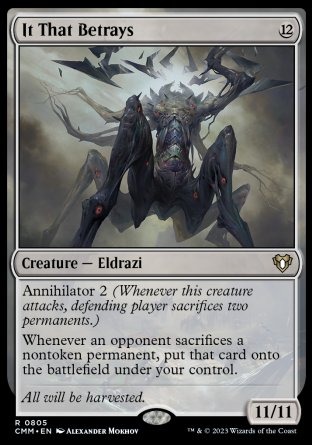 It That Betrays 12
Creature — Eldrazi
Annihilator 2 (Whenever this creature
attacks, defending player sacrifices two
permanents.)
Whenever an opponent sacrifices a
nontoken permanent, put that card onto
the battlefield under your control.
All will be harvested.
11/11
R 0805
CMM • EN Alexander Mokhov
™ & © 2023 Wizards of the Coast